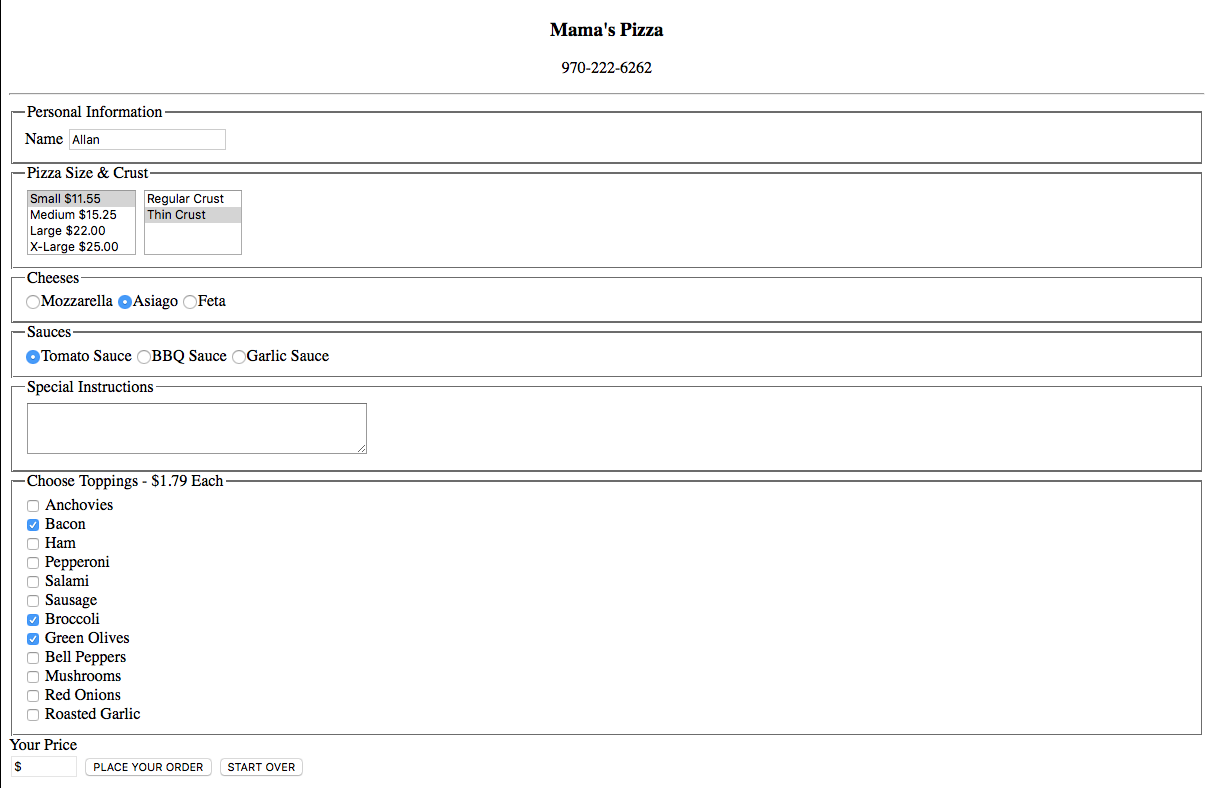 Mama's Pizza
970-222-6262
Personal Information
Name Allan
Pizza Size & Crust
Small $11.55 Regular Crust
Medium $15.25 Thin Crust
Large $22.00
X-Large $25.00
Cheeses
Mozzarella Asiago Feta
Sauces
Tomato Sauce BBQ Sauce Garlic Sauce
Special Instructions
Choose Toppings - $1.79 Each
Anchovies
Bacon
Ham
Pepperoni
Salami
Sausage
Broccoli
Green Olives
Bell Peppers
Mushrooms
Red Onions
Roasted Garlic
Your Price
$ PLACE YOUR ORDER START OVER